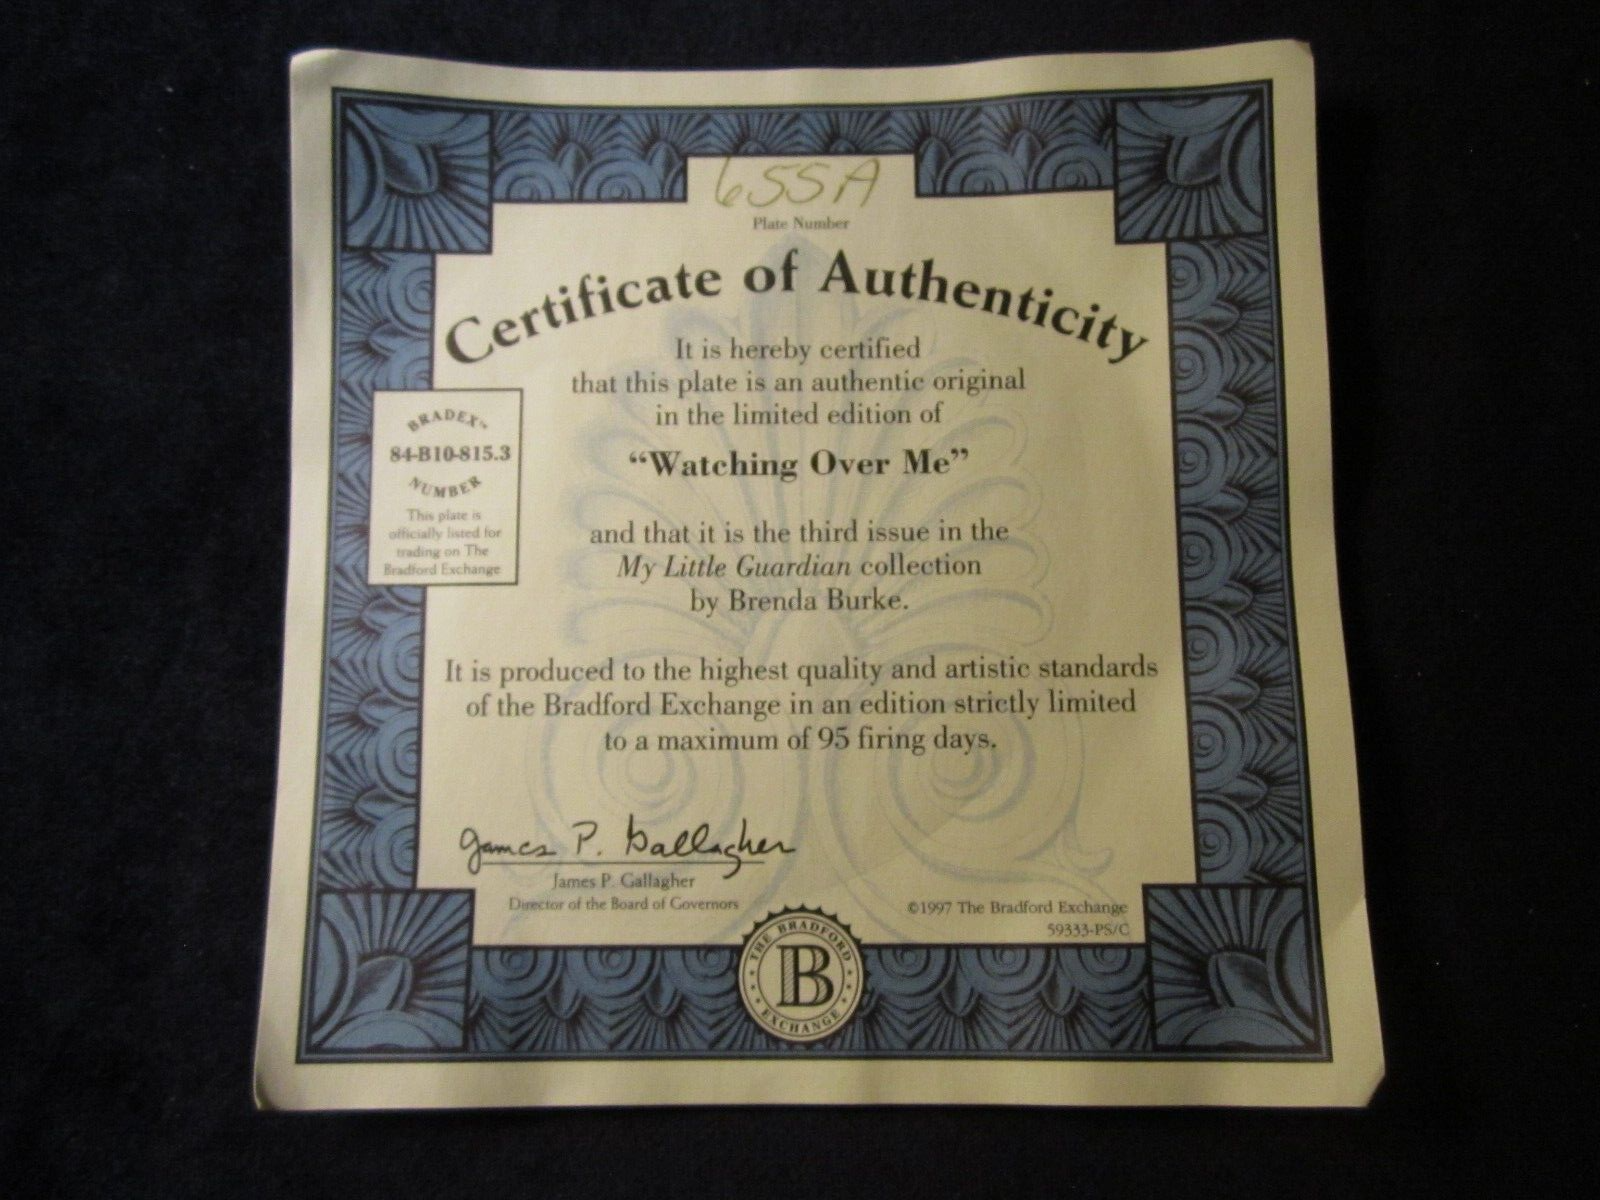 655A
Plate Number
Certificate of Authenticity
It is hereby certified
that this plate is an authentic original
in the limited edition of
“Watching Over Me”
and that it is the third issue in the
My Little Guardian collection
by Brenda Burke.
It is produced to the highest quality and artistic standards
of the Bradford Exchange in an edition strictly limited
to a maximum of 95 firing days.
BRADEX™
84-B10-815.3
NUMBER
This plate is
officially listed for
trading on The
Bradford Exchange
James P. Gallagher
James P. Gallagher
Director of the Board of Governors
©1997 The Bradford Exchange
59333-PS/C
THE BRADFORD
B
EXCHANGE